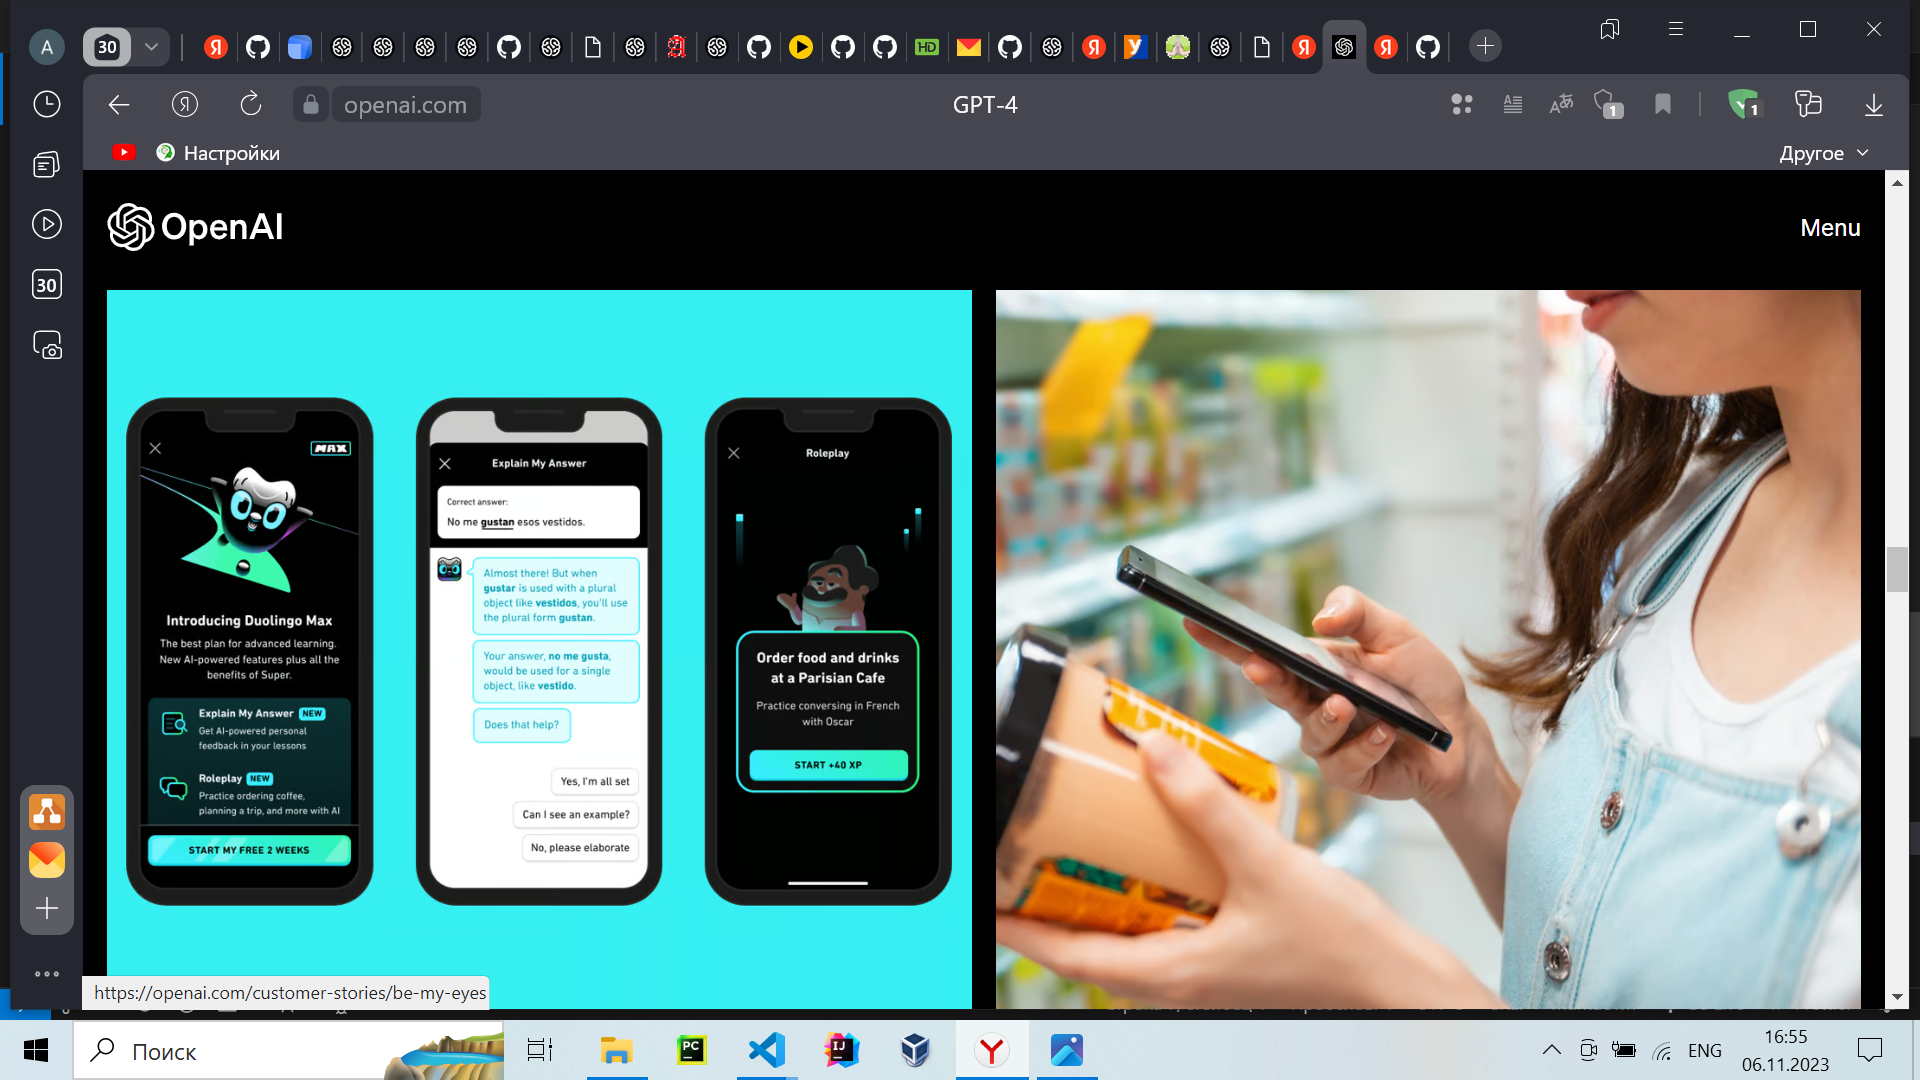 A
30
openai.com
GPT-4
1
1
Настройки
Другое
30
OpenAI
Menu
MAX
Introducing Duolingo Max
The best plan for advanced learning.
New AI-powered features plus all the
benefits of Super.
Explain My Answer NEW
Get AI-powered personal
feedback in your lessons
Roleplay NEW
Practice ordering coffee,
planning a trip, and more with AI
START MY FREE 2 WEEKS
Explain My Answer
Correct answer:
No me gustan esos vestidos.
Almost there! But when
gustar is used with a plural
object like vestidos, you'll use
the plural form gustan.
Your answer, no me gusta,
would be used for a single
object, like vestido.
Does that help?
Yes, I'm all set
Can I see an example?
No, please elaborate
Roleplay
Order food and drinks
at a Parisian Cafe
Practice conversing in French
with Oscar
START +40 XP
https://openai.com/customer-stories/be-my-eyes
Поиск
PC
IJ
ENG
16:55
06.11.2023